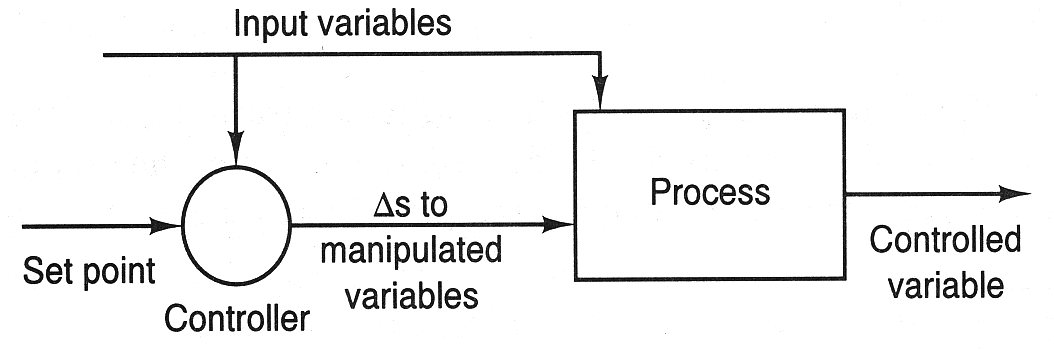 Input variables
Process
Δs to
manipulated
variables
Set point
Controller
Controlled
variable